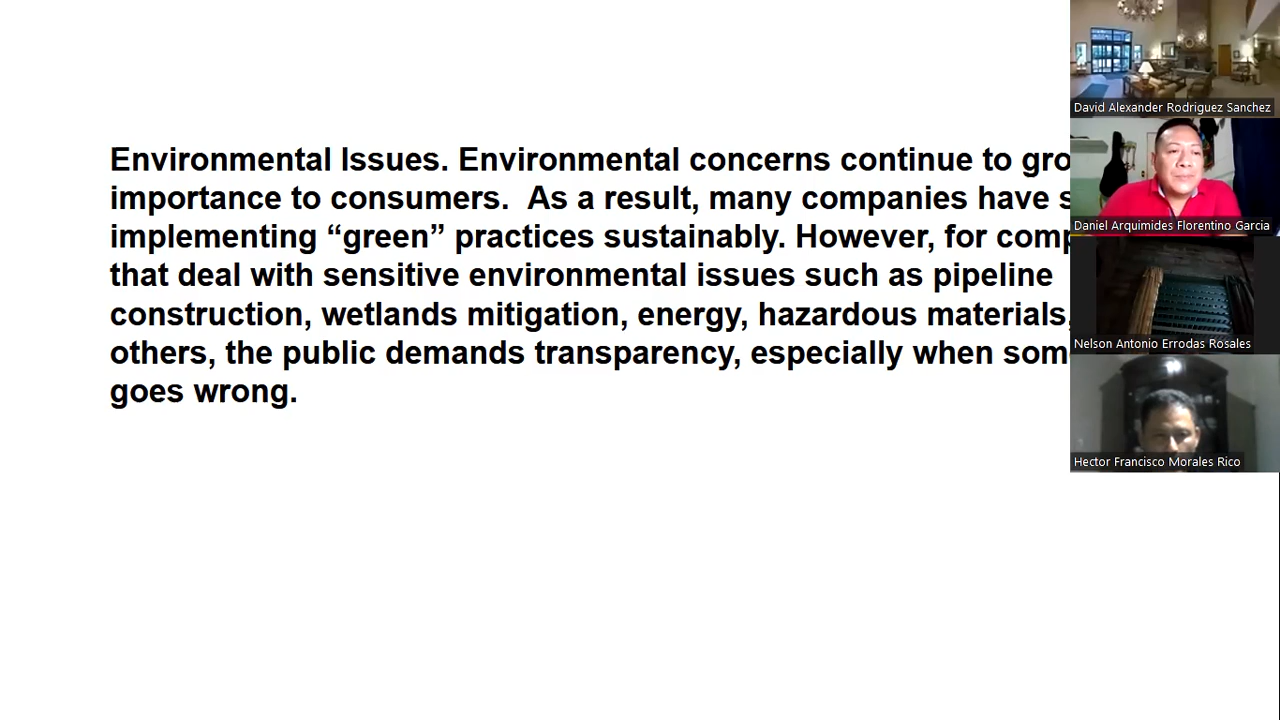 Environmental Issues. Environmental concerns continue to gro
importance to consumers.  As a result, many companies have s
implementing “green” practices sustainably. However, for comp
that deal with sensitive environmental issues such as pipeline
construction, wetlands mitigation, energy, hazardous materials,
others, the public demands transparency, especially when som
goes wrong.
David Alexander Rodriguez Sanchez
Daniel Arquimides Florentino Garcia
Nelson Antonio Errodas Rosales
Hector Francisco Morales Rico